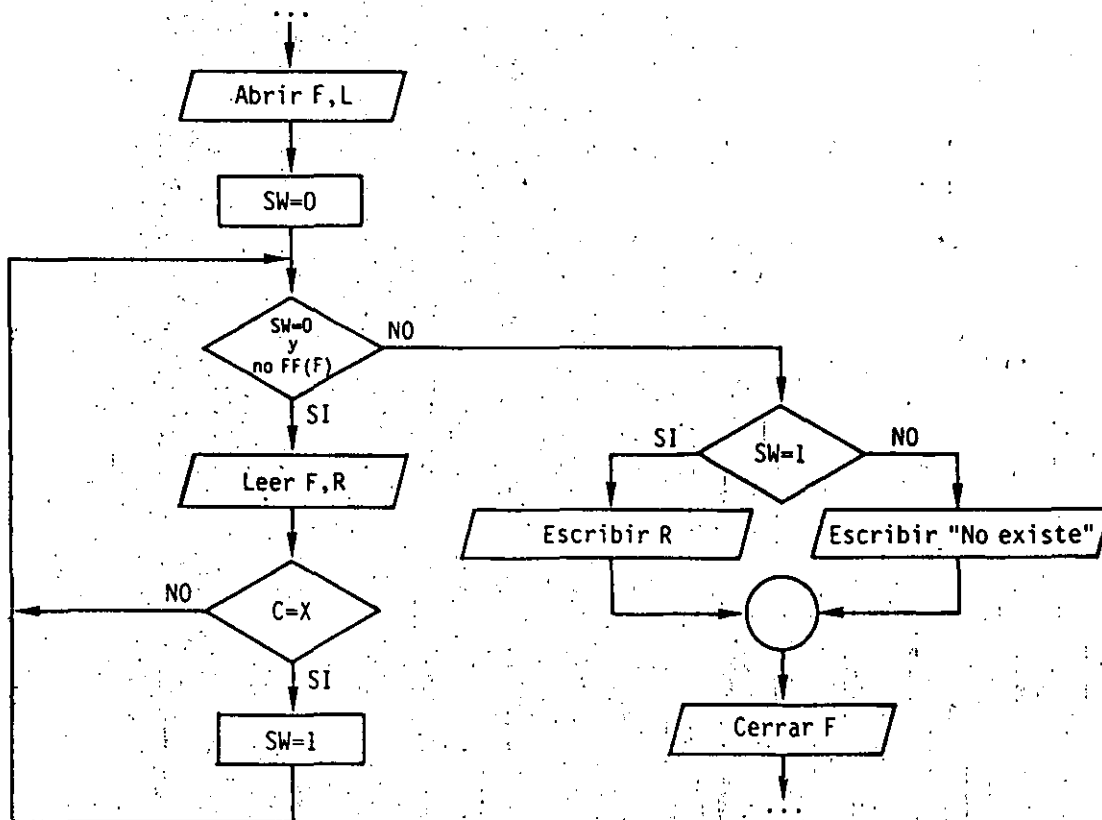 ...
Abrir F,L
SW=0
SW=0
y
no FF(F)
NO
SI
Leer F,R
SI
SW=1
NO
Escribir R
Escribir "No existe"
NO
C=X
SI
SW=1
Cerrar F
...